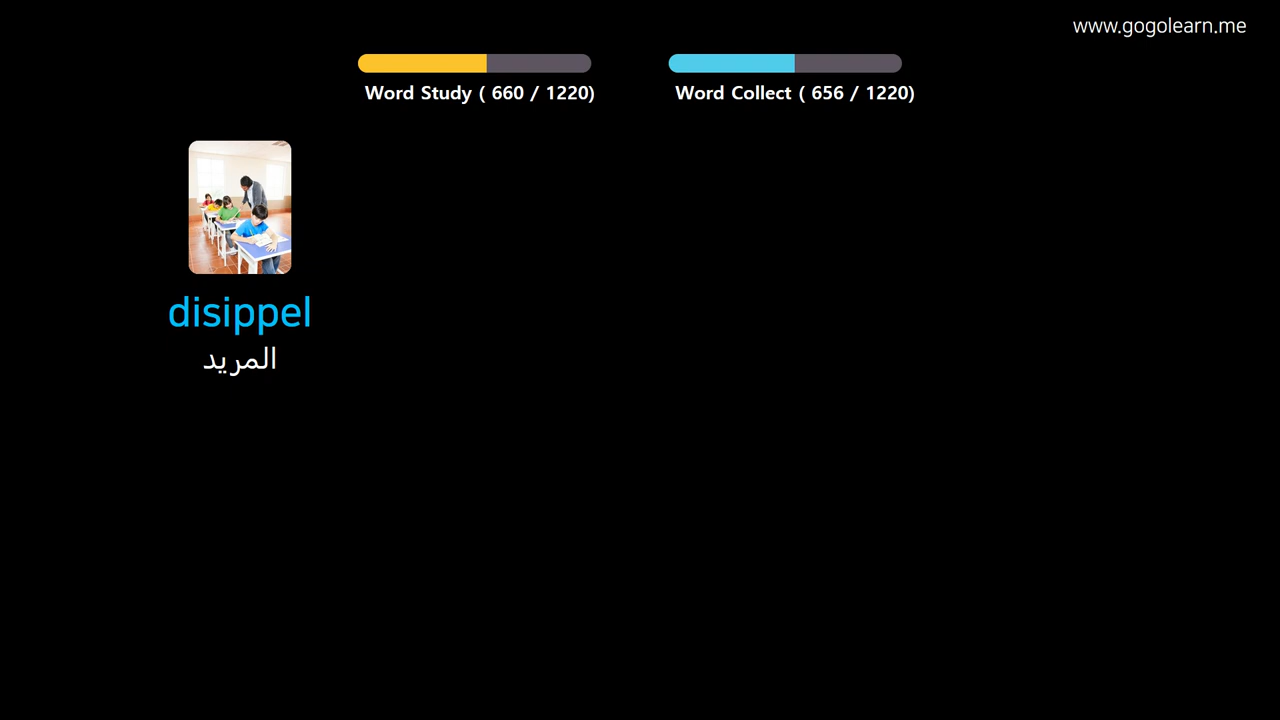 www.gogolearn.me
Word Study ( 660 / 1220)
Word Collect ( 656 / 1220)
disippel
المريد